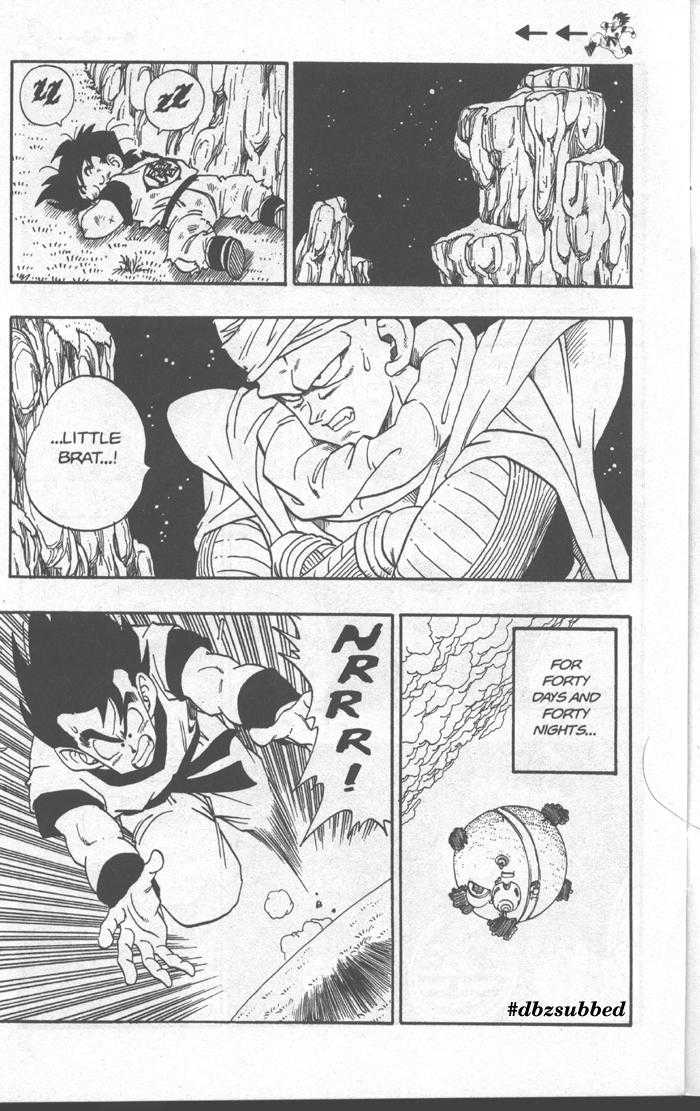 ZZ
ZZ
...LITTLE
BRAT...!
FOR
FORTY
DAYS AND
FORTY
NIGHTS...
NRRR!
#dbzsubbed